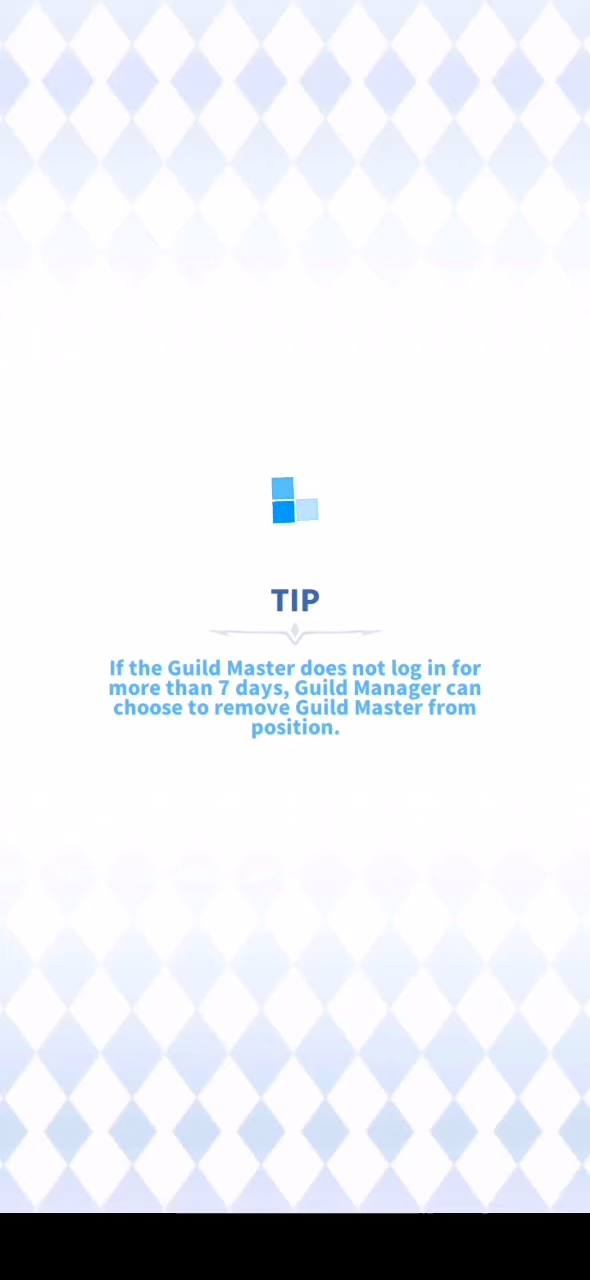 TIP
If the Guild Master does not log in for
more than 7 days, Guild Manager can
choose to remove Guild Master from
position.